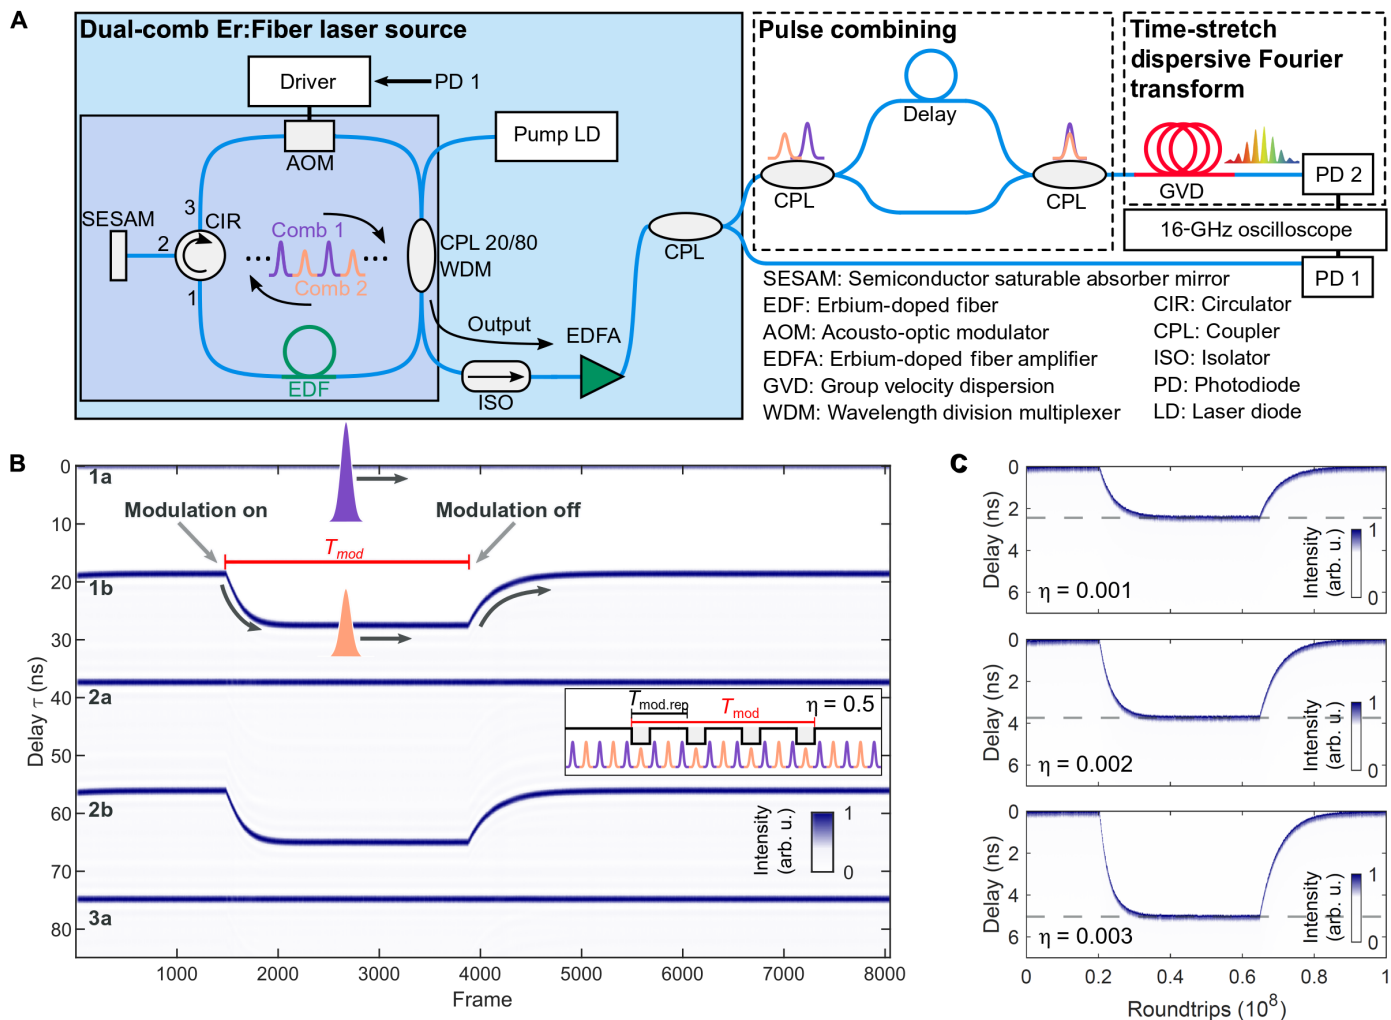 A
Dual-comb Er:Fiber laser source
Driver
PD 1
AOM
Pump LD
SESAM
3
CIR
2
1
Comb 1
Comb 2
CPL 20/80
WDM
Output
EDFA
EDF
ISO
CPL
Pulse combining
Delay
CPL
CPL
Time-stretch
dispersive Fourier
transform
GVD
PD 2
16-GHz oscilloscope
PD 1
SESAM: Semiconductor saturable absorber mirror
EDF: Erbium-doped fiber
AOM: Acousto-optic modulator
EDFA: Erbium-doped fiber amplifier
GVD: Group velocity dispersion
WDM: Wavelength division multiplexer
CIR: Circulator
CPL: Coupler
ISO: Isolator
PD: Photodiode
LD: Laser diode
B
0
10
20
30
40
50
60
70
80
Delay τ (ns)
1a
Modulation on
Modulation off
T_mod
1b
2a
T_mod.rep
T_mod
η = 0.5
2b
Intensity
(arb. u.)
1
0
3a
1000 2000 3000 4000 5000 6000 7000 8000
Frame
C
0
2
4
6
Delay (ns)
η = 0.001
Intensity
(arb. u.)
1
0
0
2
4
6
Delay (ns)
η = 0.002
Intensity
(arb. u.)
1
0
0
2
4
6
Delay (ns)
η = 0.003
Intensity
(arb. u.)
1
0
0 0.2 0.4 0.6 0.8 1
Roundtrips (10⁸)